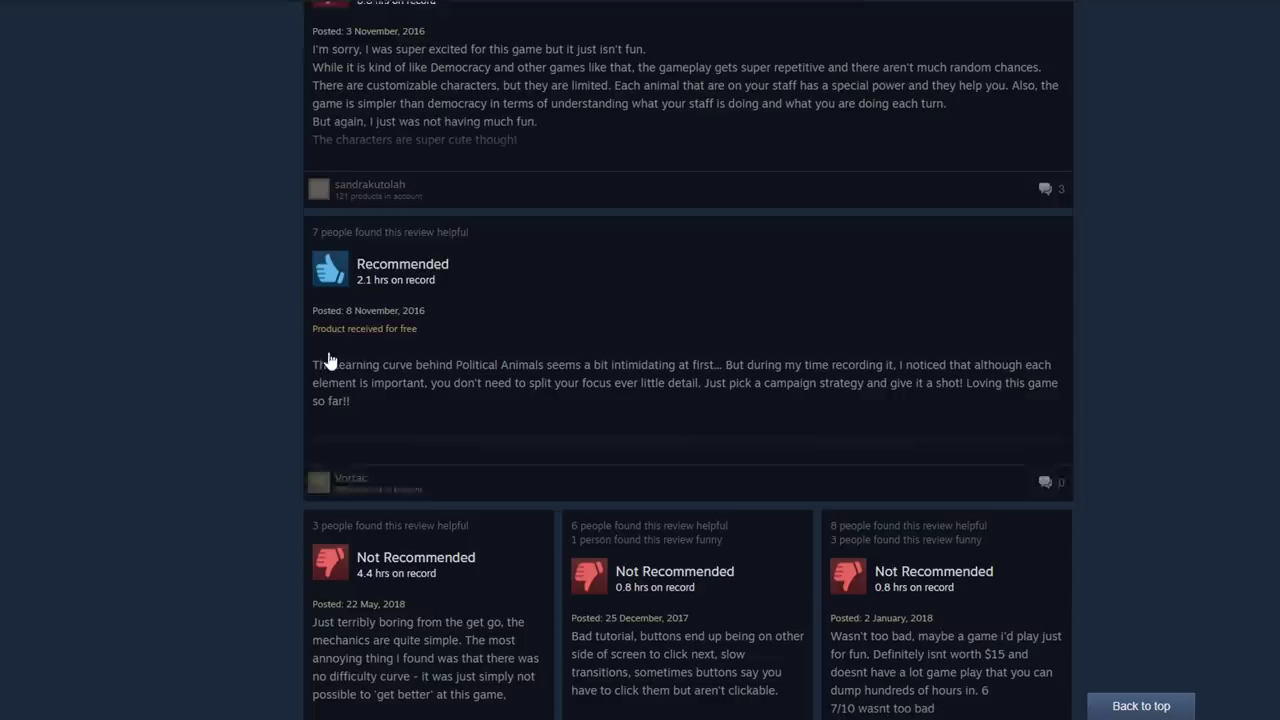 Posted: 3 November, 2016
I'm sorry, I was super excited for this game but it just isn't fun.
While it is kind of like Democracy and other games like that, the gameplay gets super repetitive and there aren't much random chances.
There are customizable characters, but they are limited. Each animal that are on your staff has a special power and they help you. Also, the
game is simpler than democracy in terms of understanding what your staff is doing and what you are doing each turn.
But again, I just was not having much fun.
The characters are super cute though!
sandrakutolah
121 products in account
3
7 people found this review helpful
Recommended
2.1 hrs on record
Posted: 8 November, 2016
Product received for free
The learning curve behind Political Animals seems a bit intimidating at first... But during my time recording it, I noticed that although each
element is important, you don't need to split your focus ever little detail. Just pick a campaign strategy and give it a shot! Loving this game
so far!!
Vortac
0
3 people found this review helpful
Not Recommended
4.4 hrs on record
Posted: 22 May, 2018
Just terribly boring from the get go, the
mechanics are quite simple. The most
annoying thing I found was that there was
no difficulty curve - it was just simply not
possible to 'get better' at this game,
6 people found this review helpful
1 person found this review funny
Not Recommended
0.8 hrs on record
Posted: 25 December, 2017
Bad tutorial, buttons end up being on other
side of screen to click next, slow
transitions, sometimes buttons say you
have to click them but aren't clickable.
8 people found this review helpful
3 people found this review funny
Not Recommended
0.8 hrs on record
Posted: 2 January, 2018
Wasn't too bad, maybe a game i'd play just
for fun. Definitely isnt worth $15 and
doesnt have a lot game play that you can
dump hundreds of hours in. 6
7/10 wasnt too bad
Back to top